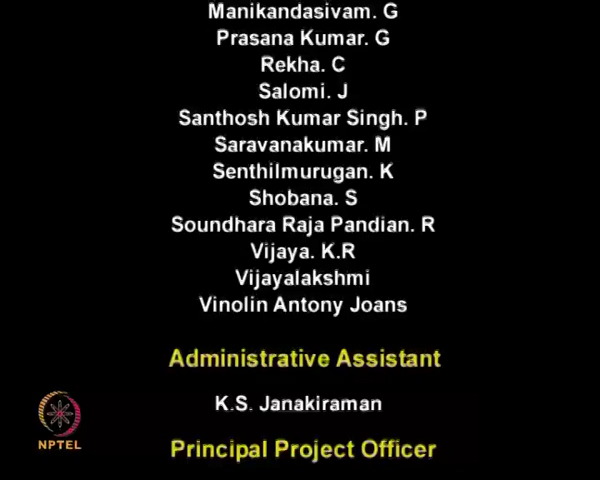 Manikandasivam. G
Prasana Kumar. G
Rekha. C
Salomi. J
Santhosh Kumar Singh. P
Saravanakumar. M
Senthilmurugan. K
Shobana. S
Soundhara Raja Pandian. R
Vijaya. K.R
Vijayalakshmi
Vinolin Antony Joans
Administrative Assistant
K.S. Janakiraman
NPTEL
Principal Project Officer